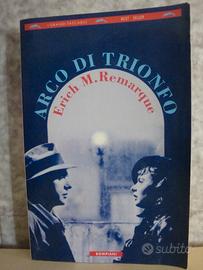 I GRANDI TASCABILI
BEST SELLER
ARCO DI TRIONFO
Erich M. Remarque
BOMPIANI
subito